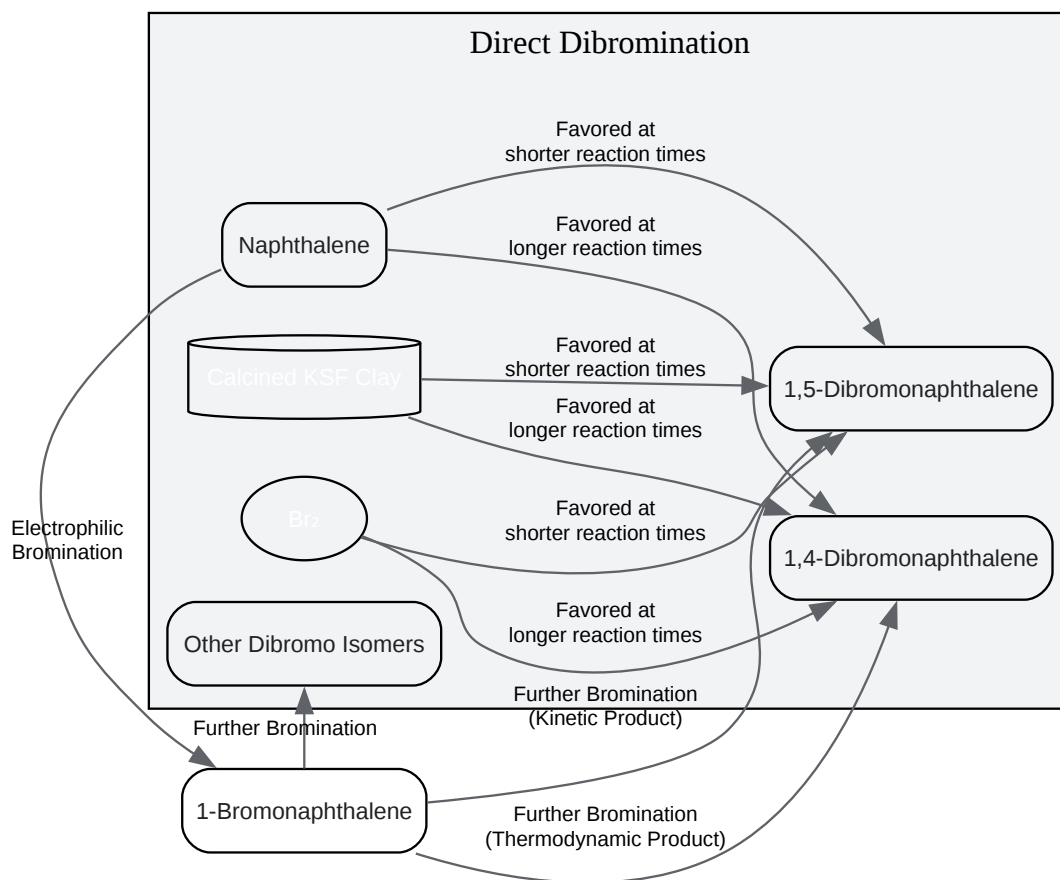 Direct Dibromination
Favored at
shorter reaction times
Naphthalene
Favored at
longer reaction times
Calcined KSF Clay
Favored at
shorter reaction times
1,5-Dibromonaphthalene
Favored at
longer reaction times
Br₂
Favored at
shorter reaction times
Electrophilic
Bromination
1,4-Dibromonaphthalene
Favored at
longer reaction times
Other Dibromo Isomers
Further Bromination
(Kinetic Product)
Further Bromination
1-Bromonaphthalene
Further Bromination
(Thermodynamic Product)